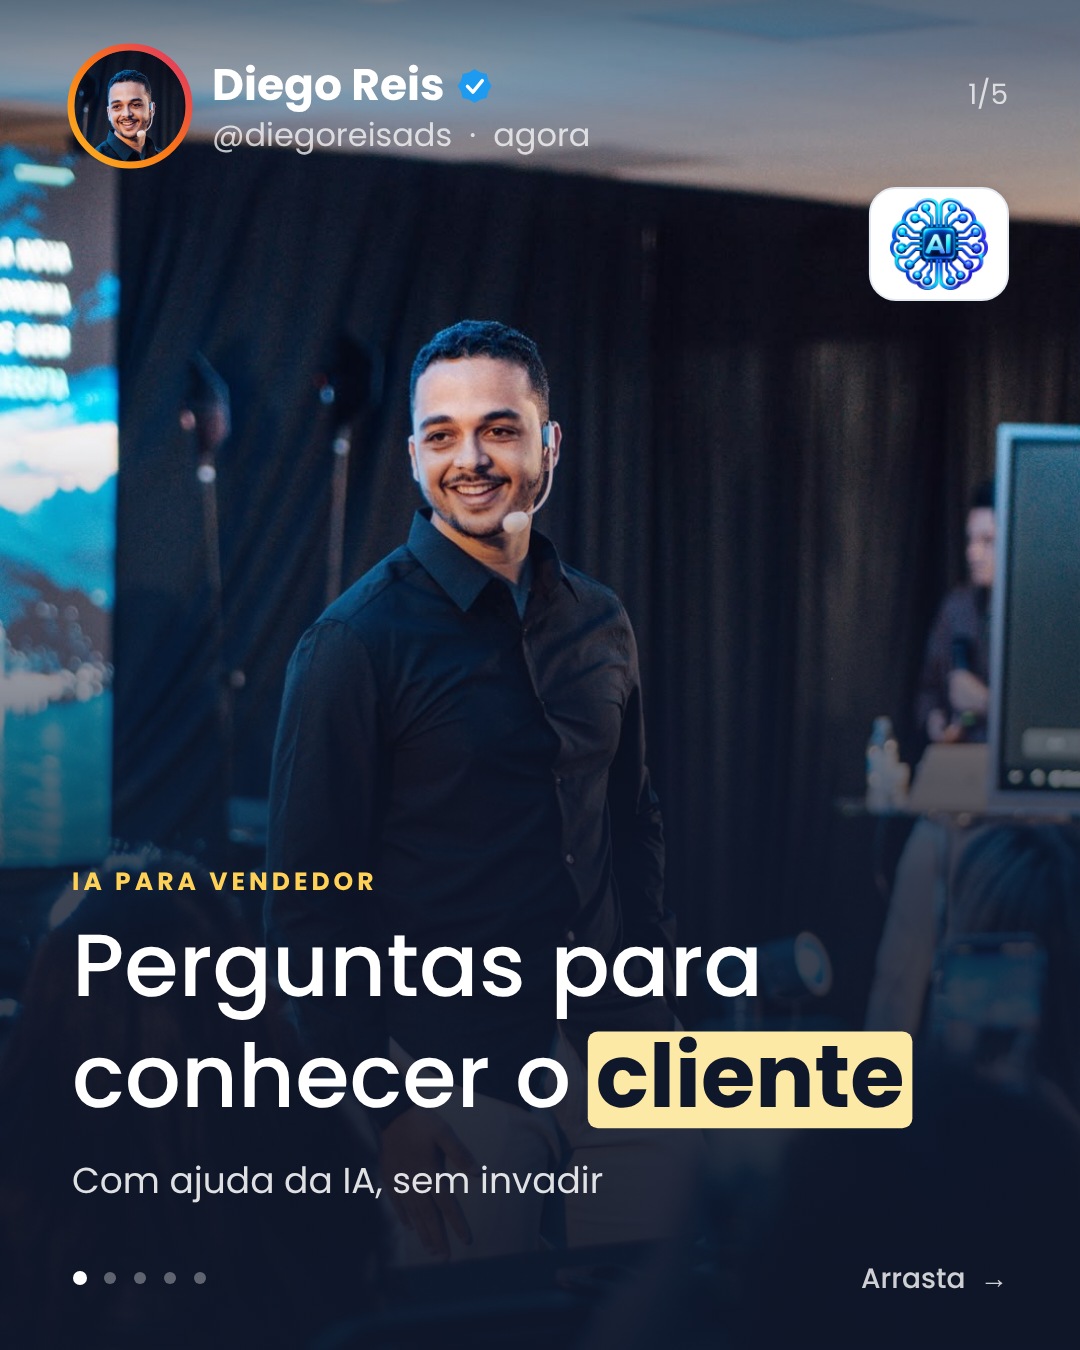 Diego Reis
@diegoreisads · agora
1/5
AI
IA PARA VENDEDOR
Perguntas para
conhecer o cliente
Com ajuda da IA, sem invadir
Arrasta →